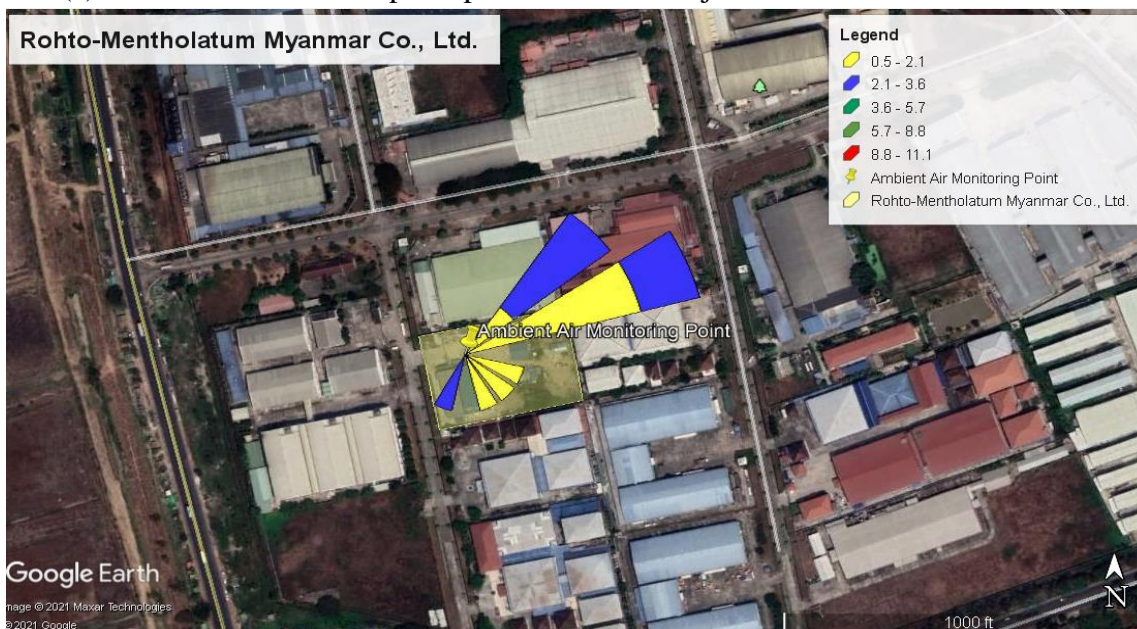 Rohto-Mentholatum Myanmar Co., Ltd.
Legend
0.5 - 2.1
2.1 - 3.6
3.6 - 5.7
5.7 - 8.8
8.8 - 11.1
Ambient Air Monitoring Point
Rohto-Mentholatum Myanmar Co., Ltd.
Ambient Air Monitoring Point
Google Earth
mage © 2021 Maxar Technologies
© 2021 Google
1000 ft
N